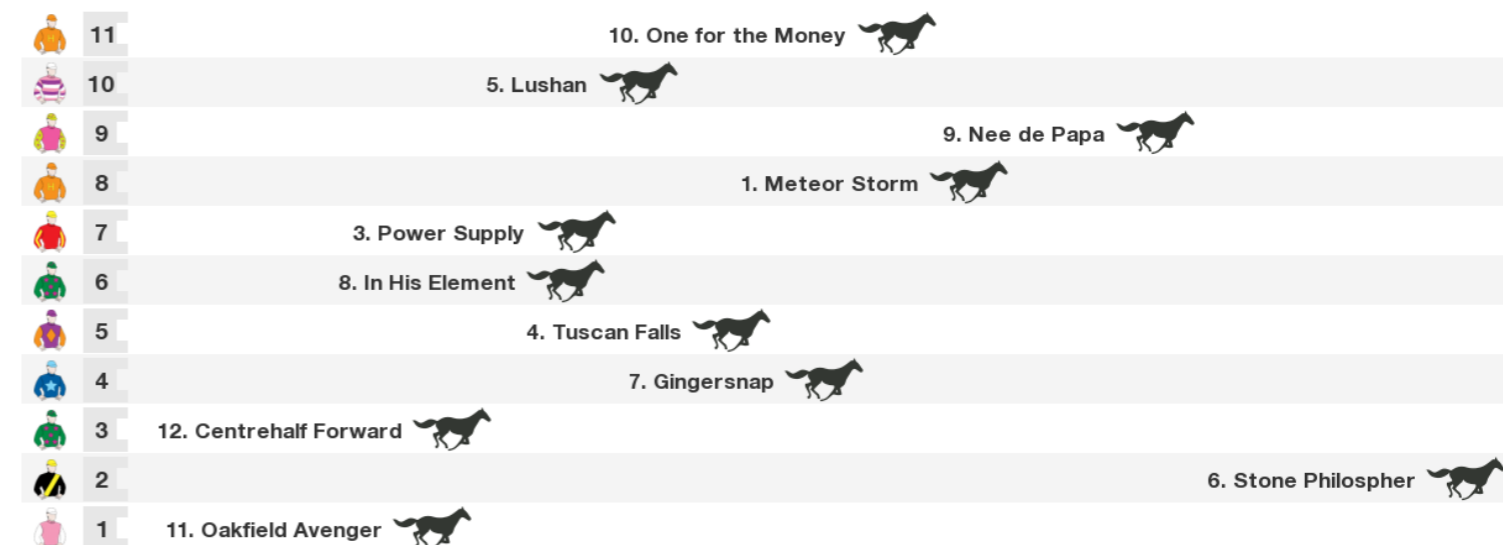 11 10. One for the Money
10 5. Lushan
9 9. Nee de Papa
8 1. Meteor Storm
7 3. Power Supply
6 8. In His Element
5 4. Tuscan Falls
4 7. Gingersnap
3 12. Centrehalf Forward
2 6. Stone Philospher
1 11. Oakfield Avenger